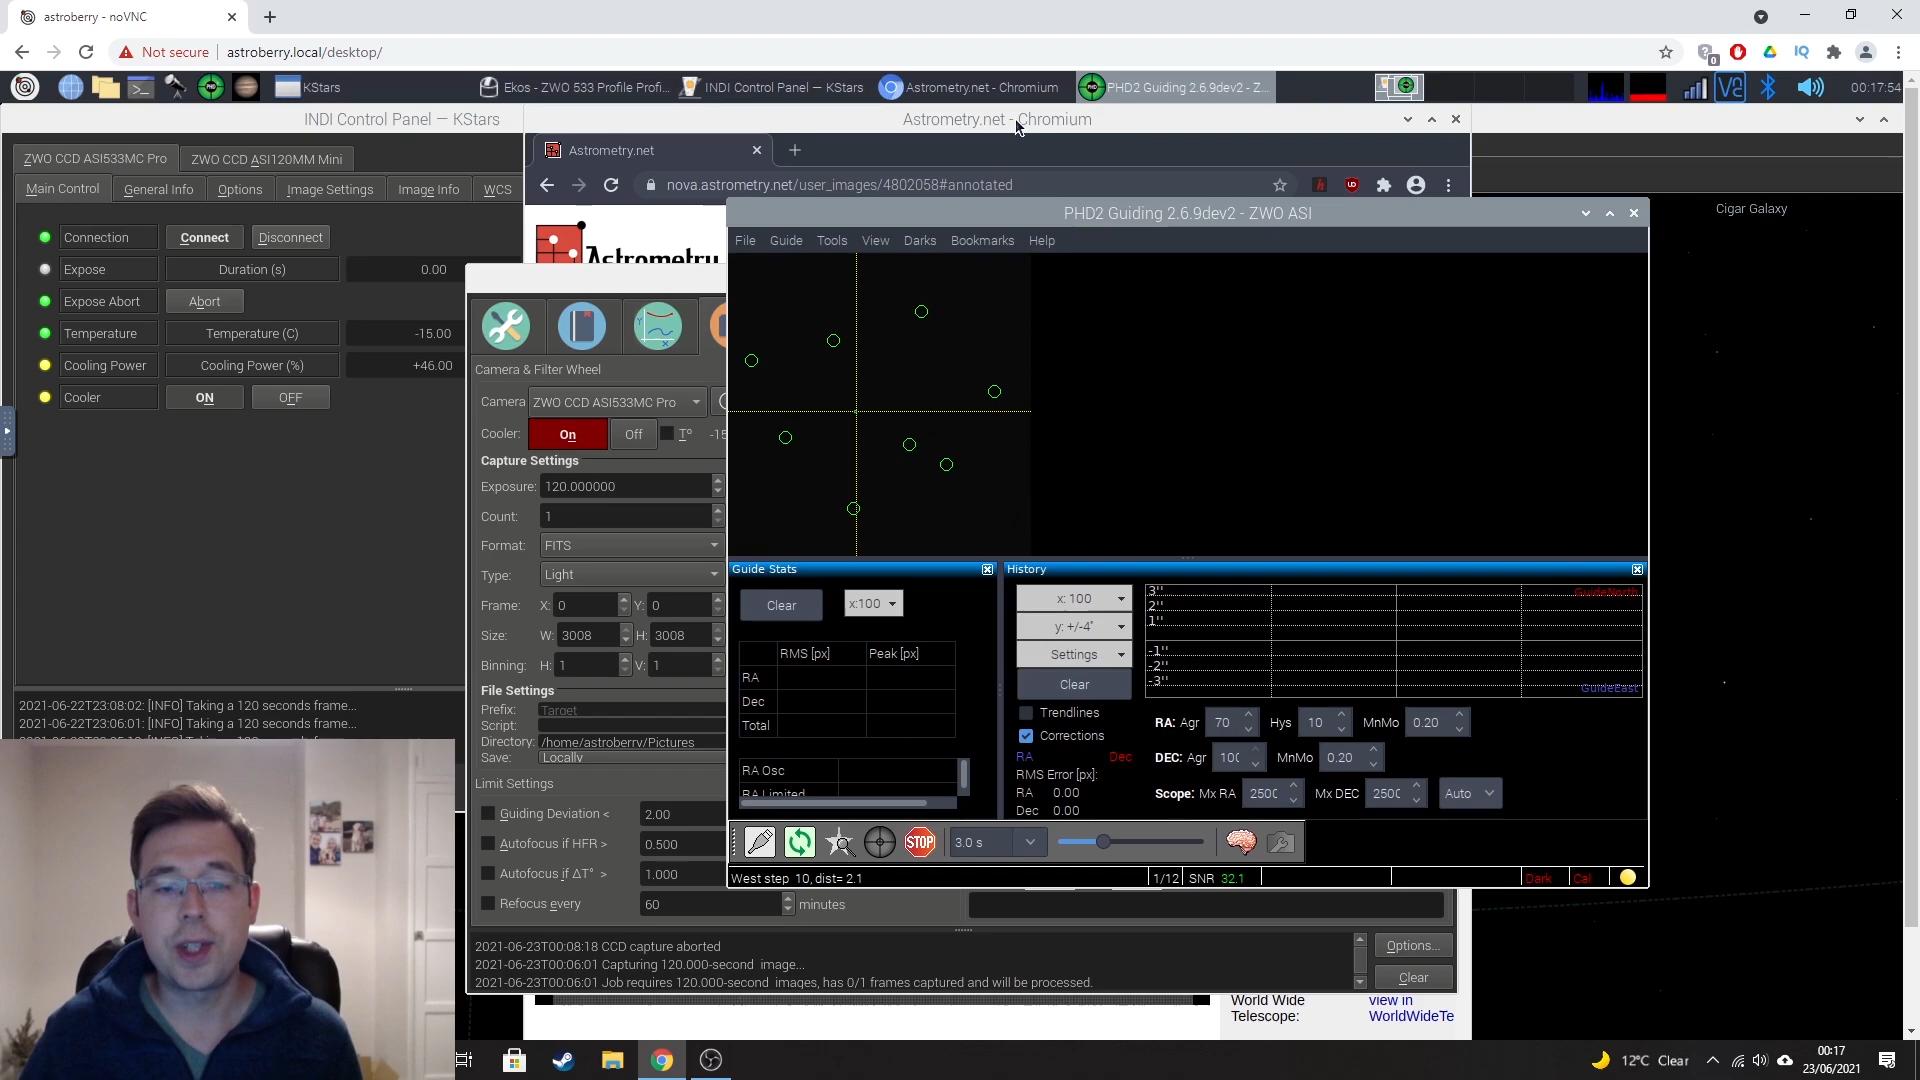 astroberry - noVNC
Not secure
astroberry.local/desktop/
KStars
Ekos - ZWO 533 Profile Profi...
INDI Control Panel — KStars
Astrometry.net - Chromium
PHD2 Guiding 2.6.9dev2 - Z...
00:17:54
INDI Control Panel — KStars
ZWO CCD ASI533MC Pro
ZWO CCD ASI120MM Mini
Main Control
General Info
Options
Image Settings
Image Info
WCS
Connection
Connect
Disconnect
Expose
Duration (s)
0.00
Expose Abort
Abort
Temperature
Temperature (C)
-15.00
Cooling Power
Cooling Power (%)
+46.00
Cooler
ON
OFF
2021-06-22T23:08:02: [INFO] Taking a 120 seconds frame...
2021-06-22T23:06:01: [INFO] Taking a 120 seconds frame...
Astrometry.net - Chromium
Astrometry.net
nova.astrometry.net/user_images/4802058#annotated
Astrometry
Cigar Galaxy
Camera & Filter Wheel
Camera
ZWO CCD ASI533MC Pro
Cooler:
On
Off
T°
-15
Capture Settings
Exposure:
120.000000
Count:
1
Format:
FITS
Type:
Light
Frame:
X:
0
Y:
0
Size:
W:
3008
H:
3008
Binning:
H:
1
V:
1
File Settings
Prefix:
Target
Script:
Directory:
/home/astroberry/Pictures
Save:
Locally
Limit Settings
Guiding Deviation <
2.00
Autofocus if HFR >
0.500
Autofocus if ΔT° >
1.000
Refocus every
60
minutes
2021-06-23T00:08:18 CCD capture aborted
2021-06-23T00:06:01 Capturing 120.000-second image...
2021-06-23T00:06:01 Job requires 120.000-second images, has 0/1 frames captured and will be processed.
Options...
Clear
PHD2 Guiding 2.6.9dev2 - ZWO ASI
File
Guide
Tools
View
Darks
Bookmarks
Help
Guide Stats
Clear
x:100
RMS [px]
Peak [px]
RA
Dec
Total
RA Osc
RA Limited
History
x: 100
y: +/-4"
Settings
Clear
Trendlines
Corrections
RA
Dec
RMS Error [px]:
RA 0.00
Dec 0.00
3"
2"
1"
-1"
-2"
-3"
GuideNorth
GuideEast
RA: Agr
70
Hys
10
MnMo
0.20
DEC: Agr
MnMo
0.20
Scope: Mx RA
Mx DEC
Auto
STOP
3.0 s
West step 10, dist= 2.1
1/12
SNR 32.1
Dark
Cal
World Wide
Telescope:
view in
WorldWideTe
12°C Clear
00:17
23/06/2021